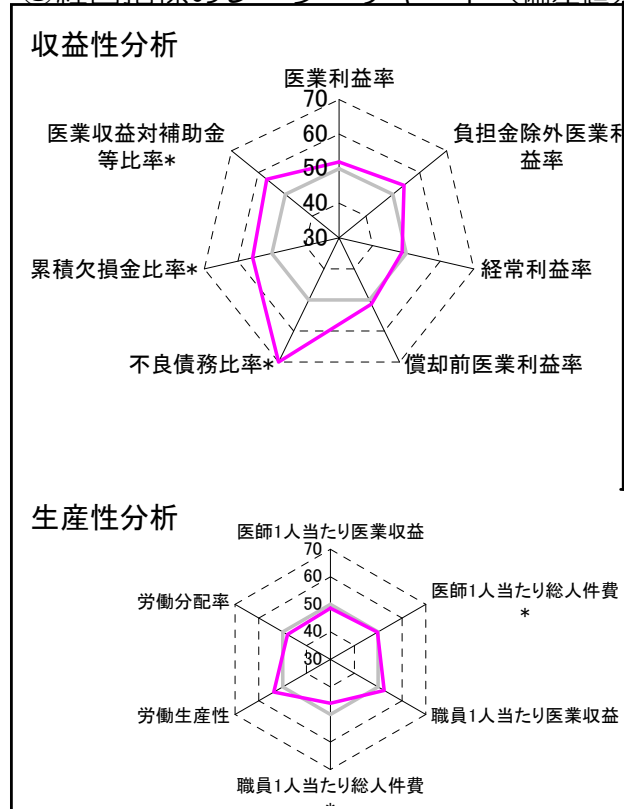 収益性分析
医業利益率
70
60
50
40
30
負担金除外医業利
益率
経常利益率
償却前医業利益率
不良債務比率*
累積欠損金比率*
医業収益対補助金
等比率*
生産性分析
医師1人当たり医業収益
70
60
50
40
30
医師1人当たり総人件費
*
職員1人当たり医業収益
職員1人当たり総人件費
*
労働生産性
労働分配率